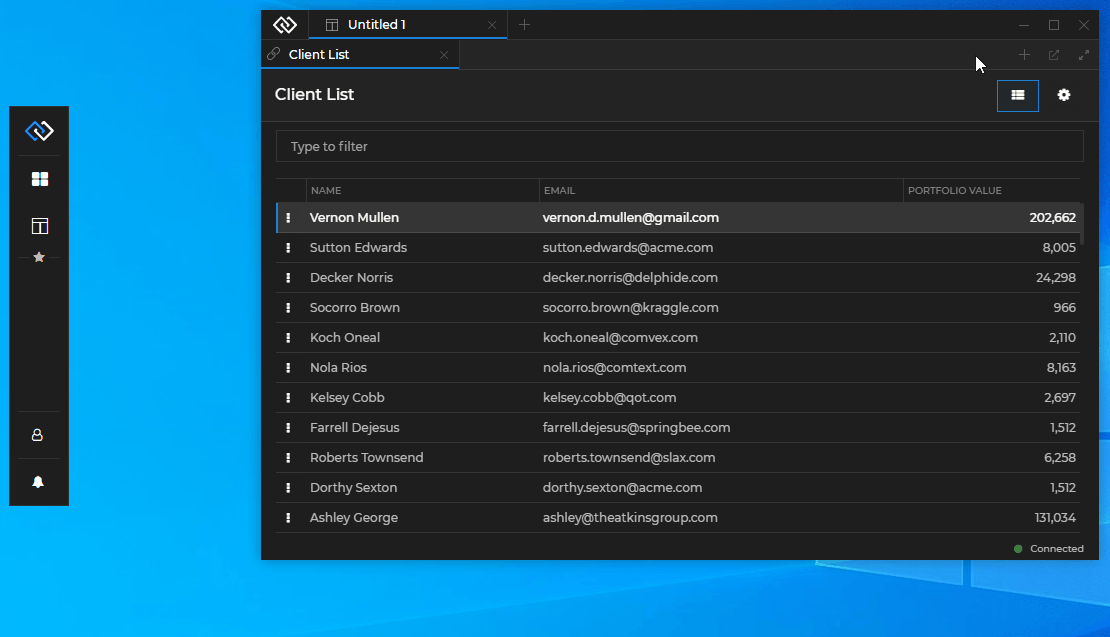 Untitled 1
Client List
Client List
Type to filter
NAME EMAIL PORTFOLIO VALUE
Vernon Mullen vernon.d.mullen@gmail.com 202,662
Sutton Edwards sutton.edwards@acme.com 8,005
Decker Norris decker.norris@delphide.com 24,298
Socorro Brown socorro.brown@kraggle.com 966
Koch Oneal koch.oneal@comvex.com 2,110
Nola Rios nola.rios@comtext.com 8,163
Kelsey Cobb kelsey.cobb@qot.com 2,697
Farrell Dejesus farrell.dejesus@springbee.com 1,512
Roberts Townsend roberts.townsend@slax.com 6,258
Dorthy Sexton dorthy.sexton@acme.com 1,512
Ashley George ashley@theatkinsgroup.com 131,034
Connected